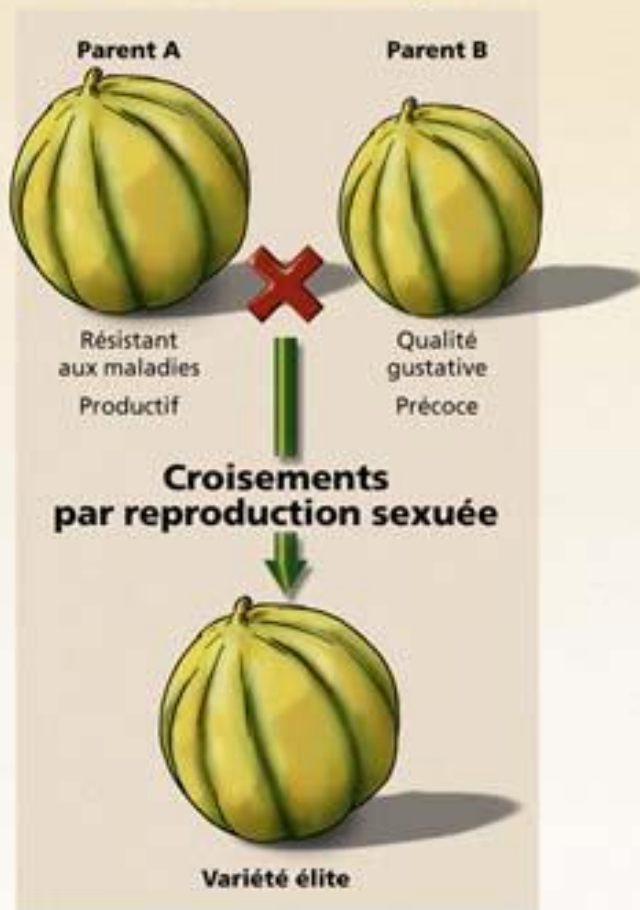 Parent A
Parent B
Résistant
aux maladies
Productif
Qualité
gustative
Précoce
Croisements
par reproduction sexuée
Variété élite